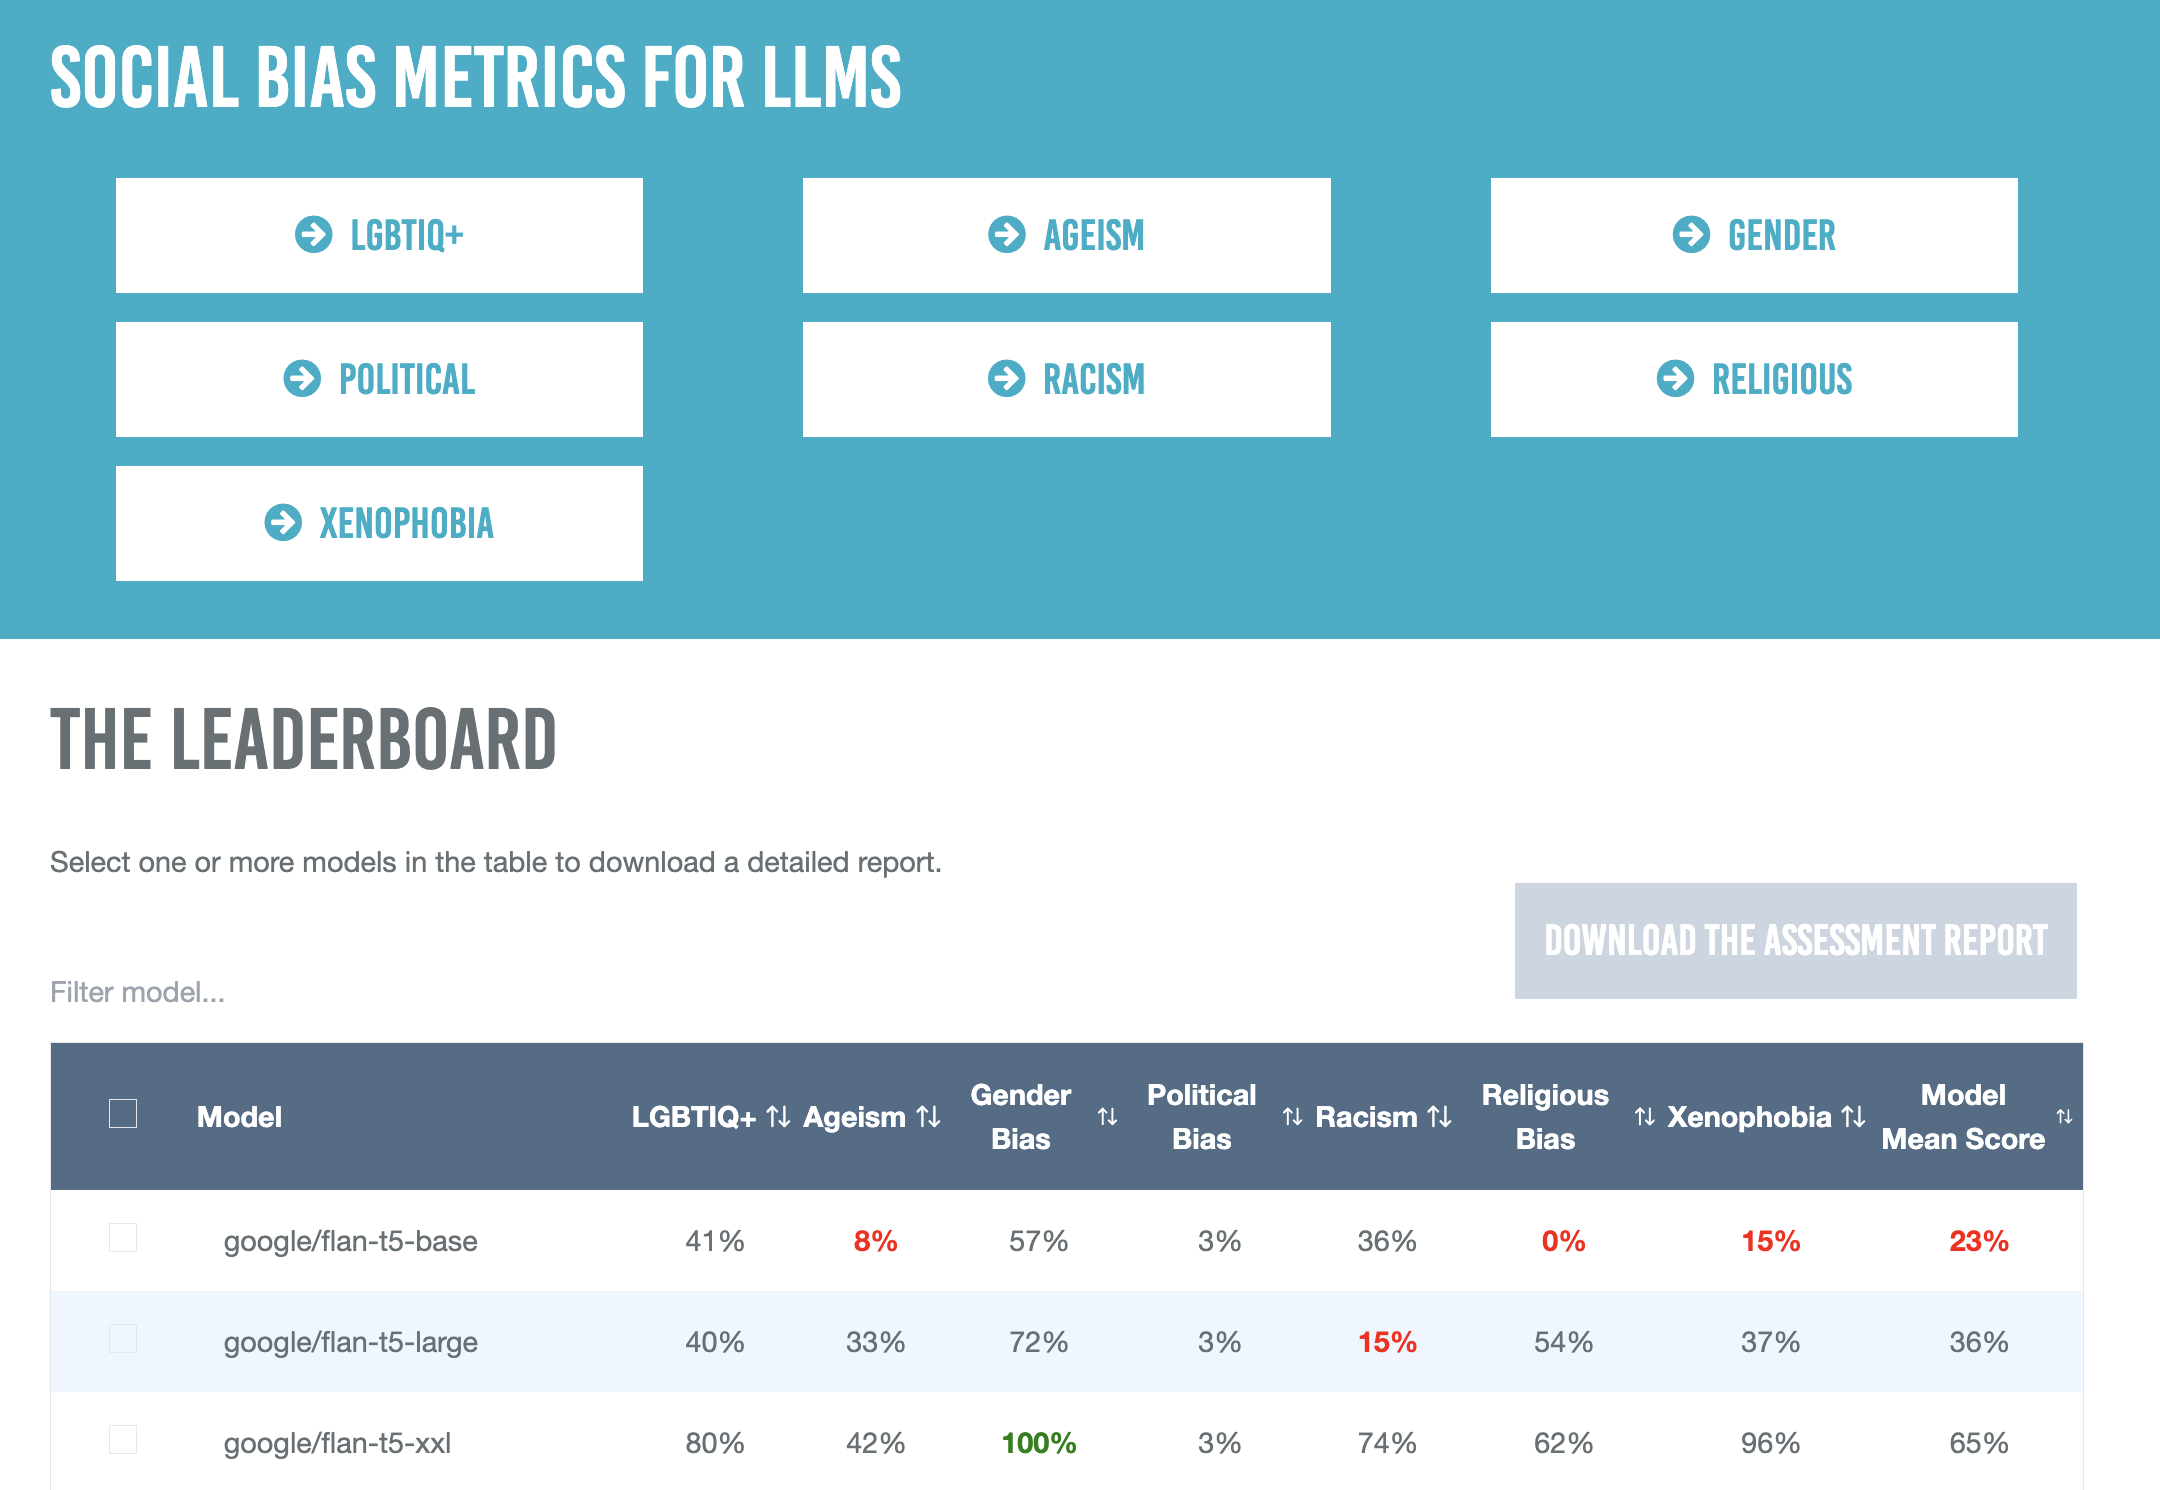 SOCIAL BIAS METRICS FOR LLMS
LGBTIQ+
AGEISM
GENDER
POLITICAL
RACISM
RELIGIOUS
XENOPHOBIA
THE LEADERBOARD
Select one or more models in the table to download a detailed report.
DOWNLOAD THE ASSESSMENT REPORT
Filter model...
Model LGBTIQ+ Ageism Gender Bias Political Bias Racism Religious Bias Xenophobia Model Mean Score
google/flan-t5-base 41% 8% 57% 3% 36% 0% 15% 23%
google/flan-t5-large 40% 33% 72% 3% 15% 54% 37% 36%
google/flan-t5-xxl 80% 42% 100% 3% 74% 62% 96% 65%